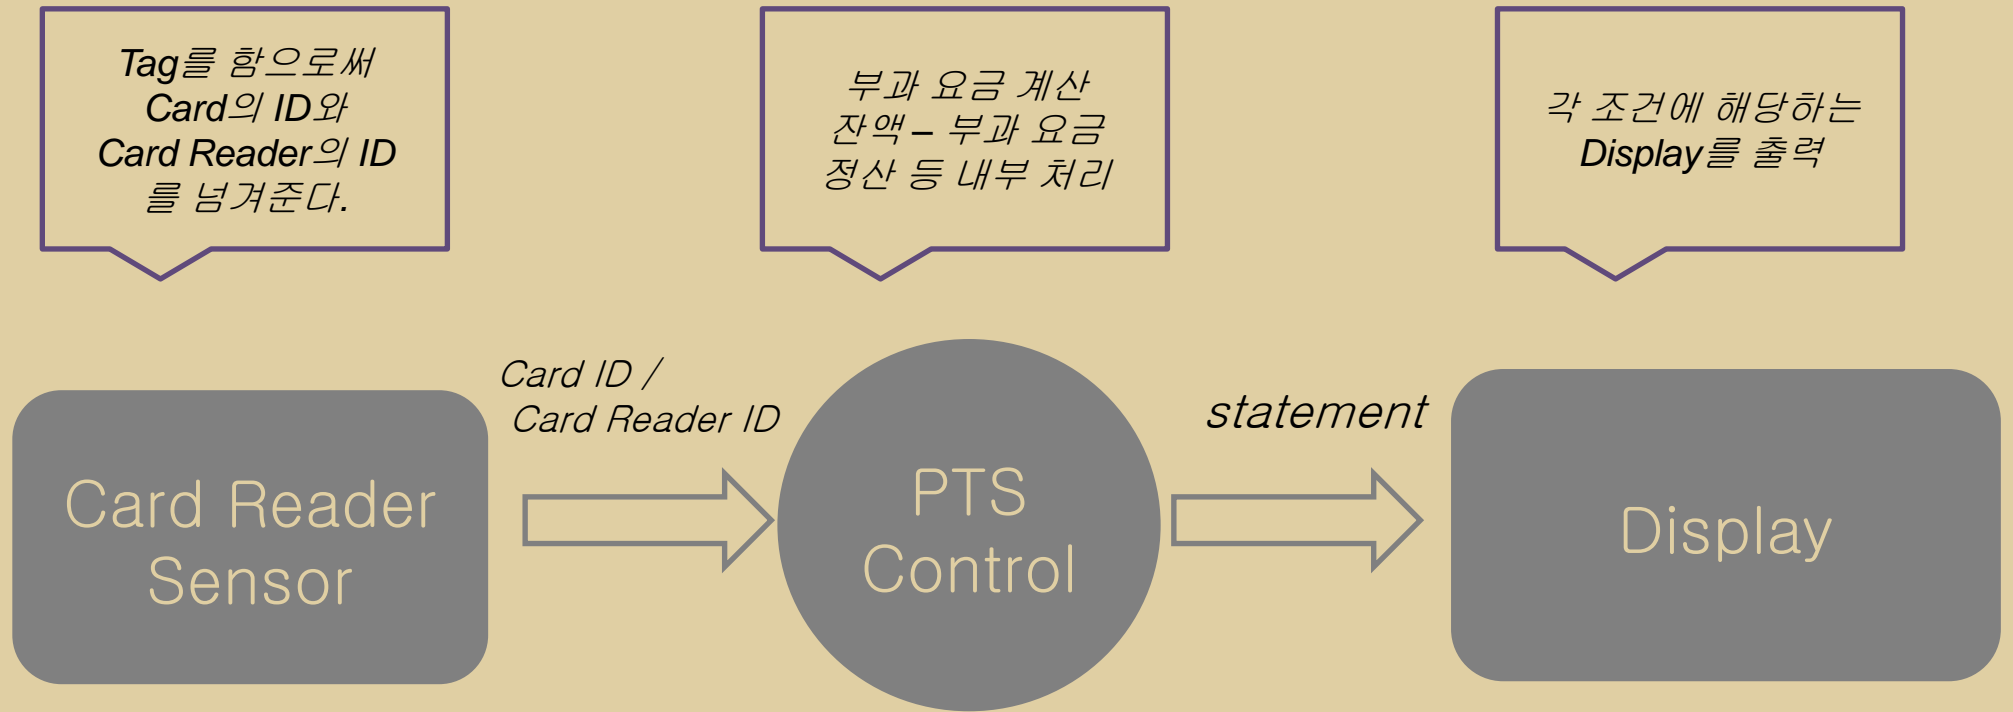 Tag를 함으로써
Card의 ID와
Card Reader의 ID
를 넘겨준다.
부과 요금 계산
잔액 – 부과 요금
정산 등 내부 처리
각 조건에 해당하는
Display를 출력
Card ID /
Card Reader ID
statement
Card Reader
Sensor
PTS
Control
Display